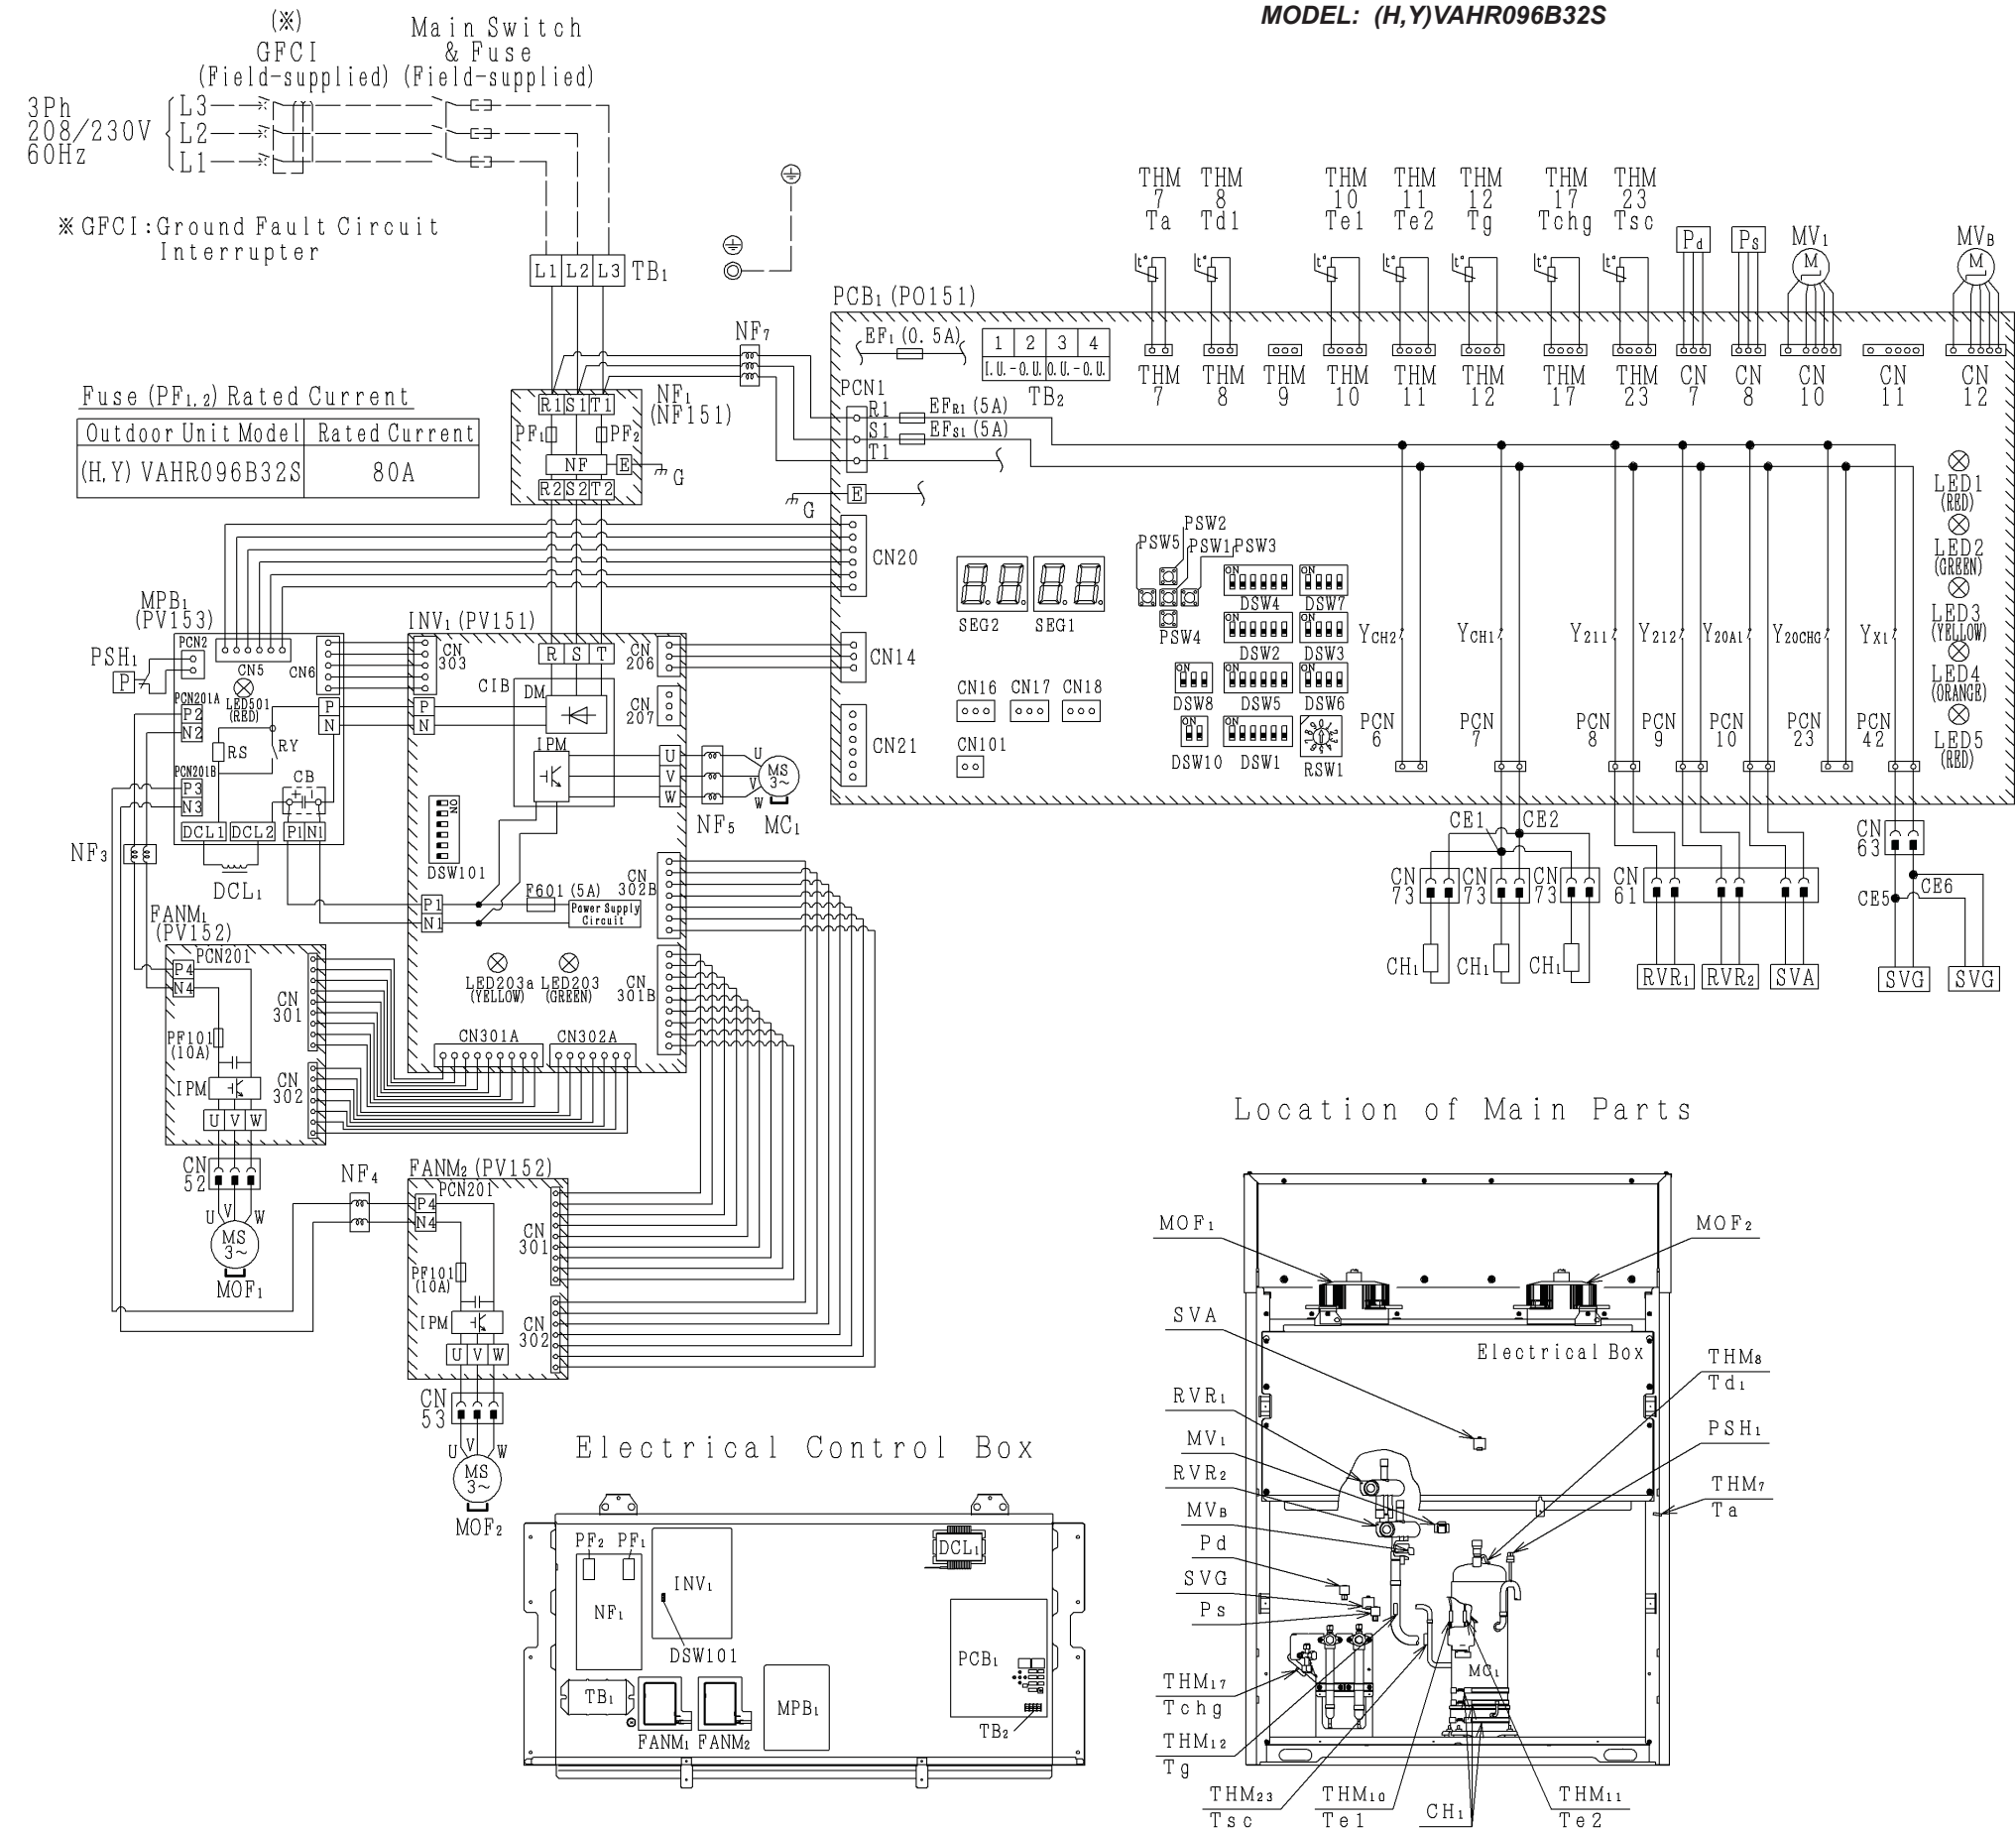 MODEL: (H,Y)VAHR096B32S
(※)
GFCI
(Field-supplied)
Main Switch
& Fuse
(Field-supplied)
3Ph
208/230V
60Hz
L3
L2
L1
※GFCI:Ground Fault Circuit
Interrupter
L1 L2 L3 TB₁
Fuse (PF₁.₂) Rated Current
Outdoor Unit Model Rated Current
(H,Y) VAHR096B32S 80A
NF₇
R1 S1 T1
NF₁
(NF151)
PF₁ PF₂
NF E G
R2 S2 T2
PCB₁ (PO151)
EF₁ (0.5A)
1 2 3 4
I.U.-O.U. O.U.-O.U.
TB₂
PCN1
R1 EFR1 (5A)
S1 EFS1 (5A)
T1
E
G
THM 7 Ta
THM 8 Td1
THM 10 Te1
THM 11 Te2
THM 12 Tg
THM 17 Tchg
THM 23 Tsc
t° t° t° t° t° t° t°
Pd
Ps
MV₁
M
MVB
M
THM 7
THM 8
THM 9
THM 10
THM 11
THM 12
THM 17
THM 23
CN 7
CN 8
CN 10
CN 11
CN 12
LED1
(RED)
LED2
(GREEN)
LED3
(YELLOW)
LED4
(ORANGE)
LED5
(RED)
CN20
CN14
CN21
SEG2 SEG1
PSW2
PSW5
PSW1
PSW3
PSW4
ON DSW4
ON DSW7
ON DSW2
ON DSW3
ON DSW8
ON DSW5
ON DSW6
ON DSW10
ON DSW1
RSW1
CN16 CN17 CN18
CN101
YCH2
YCH1
Y211
Y212
Y20A1
Y20CHG
YX1
PCN 6
PCN 7
PCN 8
PCN 9
PCN 10
PCN 23
PCN 42
CE1 CE2
CN 73
CN 73
CN 73
CN 61
CN 63
CE6
CE5
CH₁ CH₁ CH₁
RVR₁ RVR₂ SVA
SVG SVG
MPB₁
(PV153)
PCN2
CN5
CN6
PSH₁
P
PCN201A
P2
N2
LED501
(RED)
P
N
RS
RY
PCN201B
P3
N3
CB
+ -
DCL1 DCL2 P1 N1
NF₃
DCL₁
INV₁ (PV151)
CN 303
R S T
CN 206
CIB
DM
P
N
CN 207
IPM
U
V
W
NF₅
U
V
W
MS
3~
MC₁
ON
DSW101
P1
N1
F601 (5A)
Power Supply
Circuit
CN 302B
LED203a
(YELLOW)
LED203
(GREEN)
CN 301B
CN301A CN302A
FANM₁
(PV152)
PCN201
P4
N4
CN 301
PF101
(10A)
IPM
CN 302
U V W
CN 52
U V W
MS
3~
MOF₁
NF₄
FANM₂ (PV152)
PCN201
P4
N4
CN 301
PF101
(10A)
IPM
CN 302
U V W
CN 53
U V W
MS
3~
MOF₂
Electrical Control Box
PF₂ PF₁
NF₁
INV₁
DSW101
DCL₁
PCB₁
TB₂
TB₁
FANM₁ FANM₂
MPB₁
Location of Main Parts
MOF₁
MOF₂
SVA
Electrical Box
THM₈
Td₁
RVR₁
MV₁
PSH₁
RVR₂
THM₇
Ta
MVB
Pd
SVG
Ps
MC₁
THM₁₇
Tchg
THM₁₂
Tg
THM₂₃
Tsc
THM₁₀
Te1
CH₁
THM₁₁
Te2